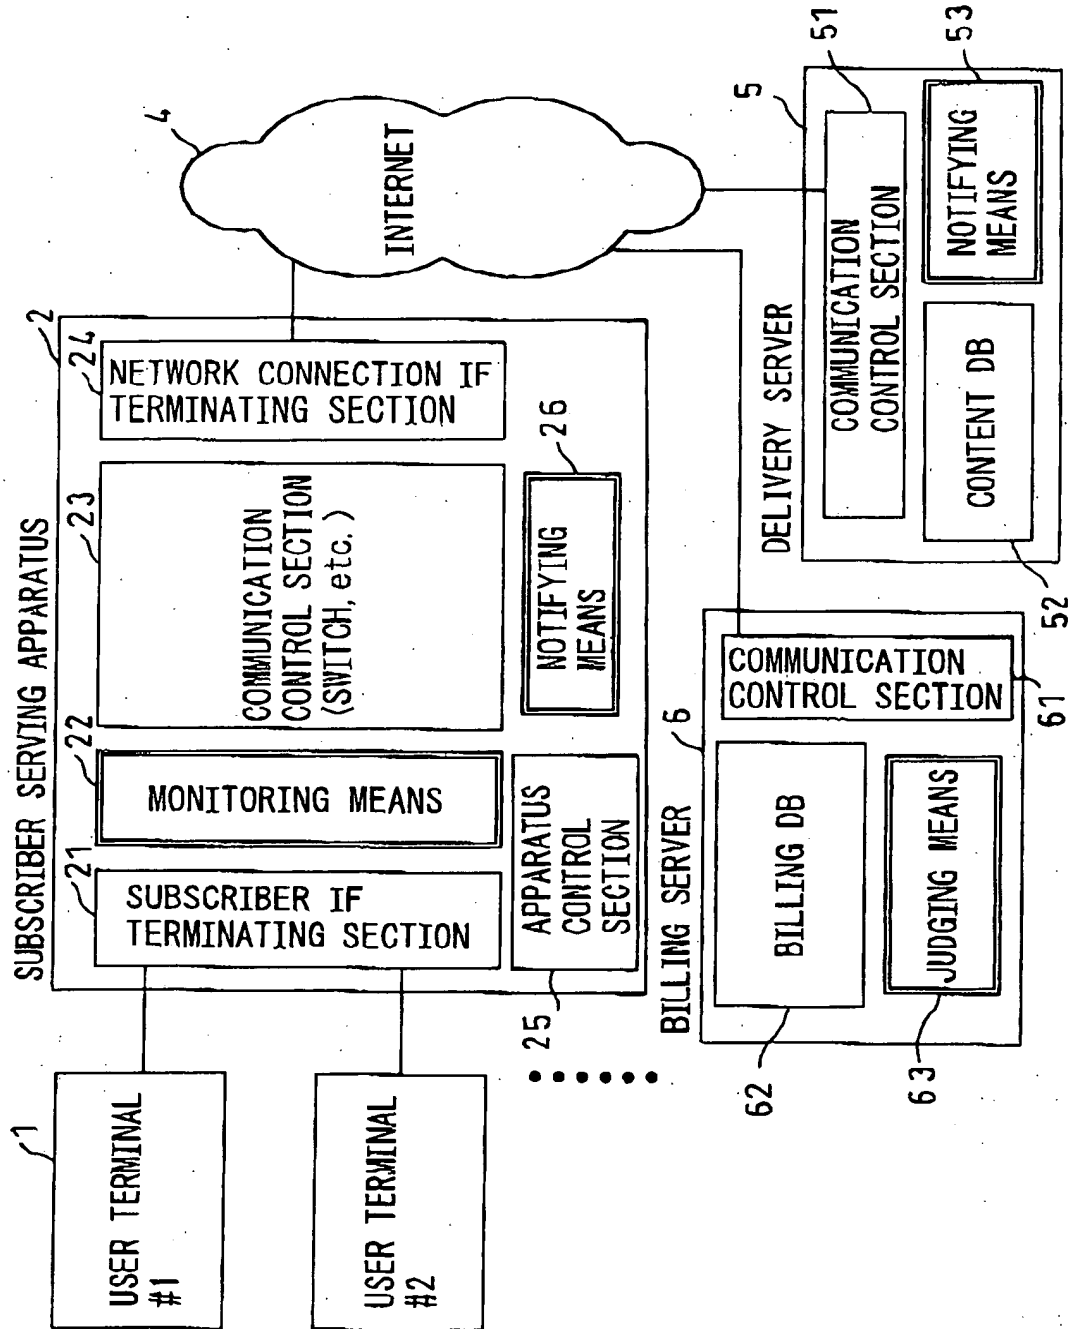 1
USER TERMINAL
#1
USER TERMINAL
#2
SUBSCRIBER SERVING APPARATUS
2
21
SUBSCRIBER IF
TERMINATING SECTION
22
MONITORING MEANS
23
COMMUNICATION
CONTROL SECTION
(SWITCH, etc.)
24
NETWORK CONNECTION IF
TERMINATING SECTION
25
APPARATUS
CONTROL
SECTION
26
NOTIFYING
MEANS
4
INTERNET
BILLING SERVER
6
62
BILLING DB
COMMUNICATION
CONTROL SECTION
61
63
JUDGING MEANS
DELIVERY SERVER
5
COMMUNICATION
CONTROL SECTION
51
52
CONTENT DB
NOTIFYING
MEANS
53